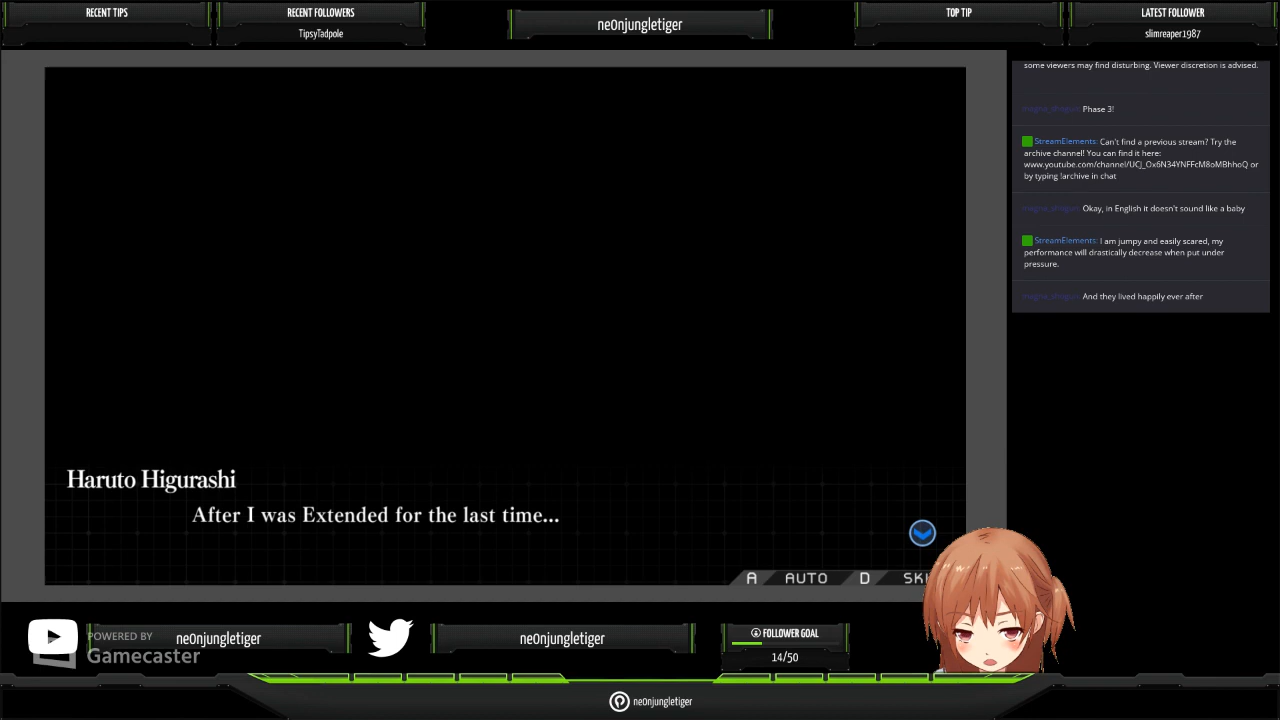 RECENT TIPS
RECENT FOLLOWERS
TipsyTadpole
ne0njungletiger
TOP TIP
LATEST FOLLOWER
slimreaper1987
some viewers may find disturbing. Viewer discretion is advised.
Phase 3!
StreamElements: Can't find a previous stream? Try the
archive channel! You can find it here:
www.youtube.com/channel/UCJ_Ox6N34YNFFcM8oMBhhoQ or
by typing !archive in chat
Okay, in English it doesn't sound like a baby
StreamElements: I am jumpy and easily scared, my
performance will drastically decrease when put under
pressure.
And they lived happily ever after
Haruto Higurashi
After I was Extended for the last time...
A AUTO D
POWERED BY
Gamecaster
ne0njungletiger
ne0njungletiger
FOLLOWER GOAL
14/50
ne0njungletiger